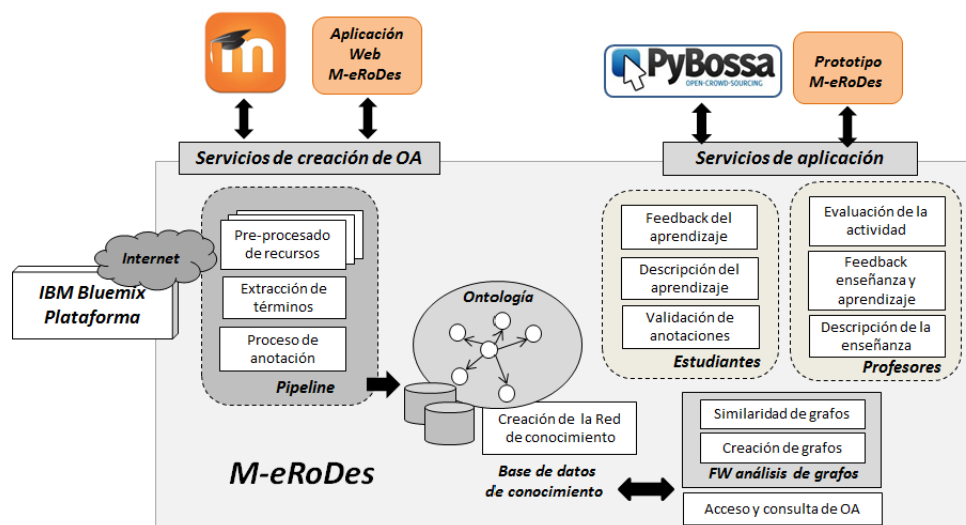 m
Aplicación
Web
M-eRoDes
PyBossa
OPEN-CROWD-SOURCING
Prototipo
M-eRoDes
Servicios de creación de OA
Servicios de aplicación
Internet
IBM Bluemix
Plataforma
Pre-procesado
de recursos
Extracción de
términos
Proceso de
anotación
Pipeline
Ontología
Creación de la Red
de conocimiento
Base de datos
de conocimiento
Feedback del
aprendizaje
Descripción del
aprendizaje
Validación de
anotaciones
Estudiantes
Evaluación de la
actividad
Feedback
enseñanza y
aprendizaje
Descripción de la
enseñanza
Profesores
Similaridad de grafos
Creación de grafos
FW análisis de grafos
Acceso y consulta de OA
M-eRoDes